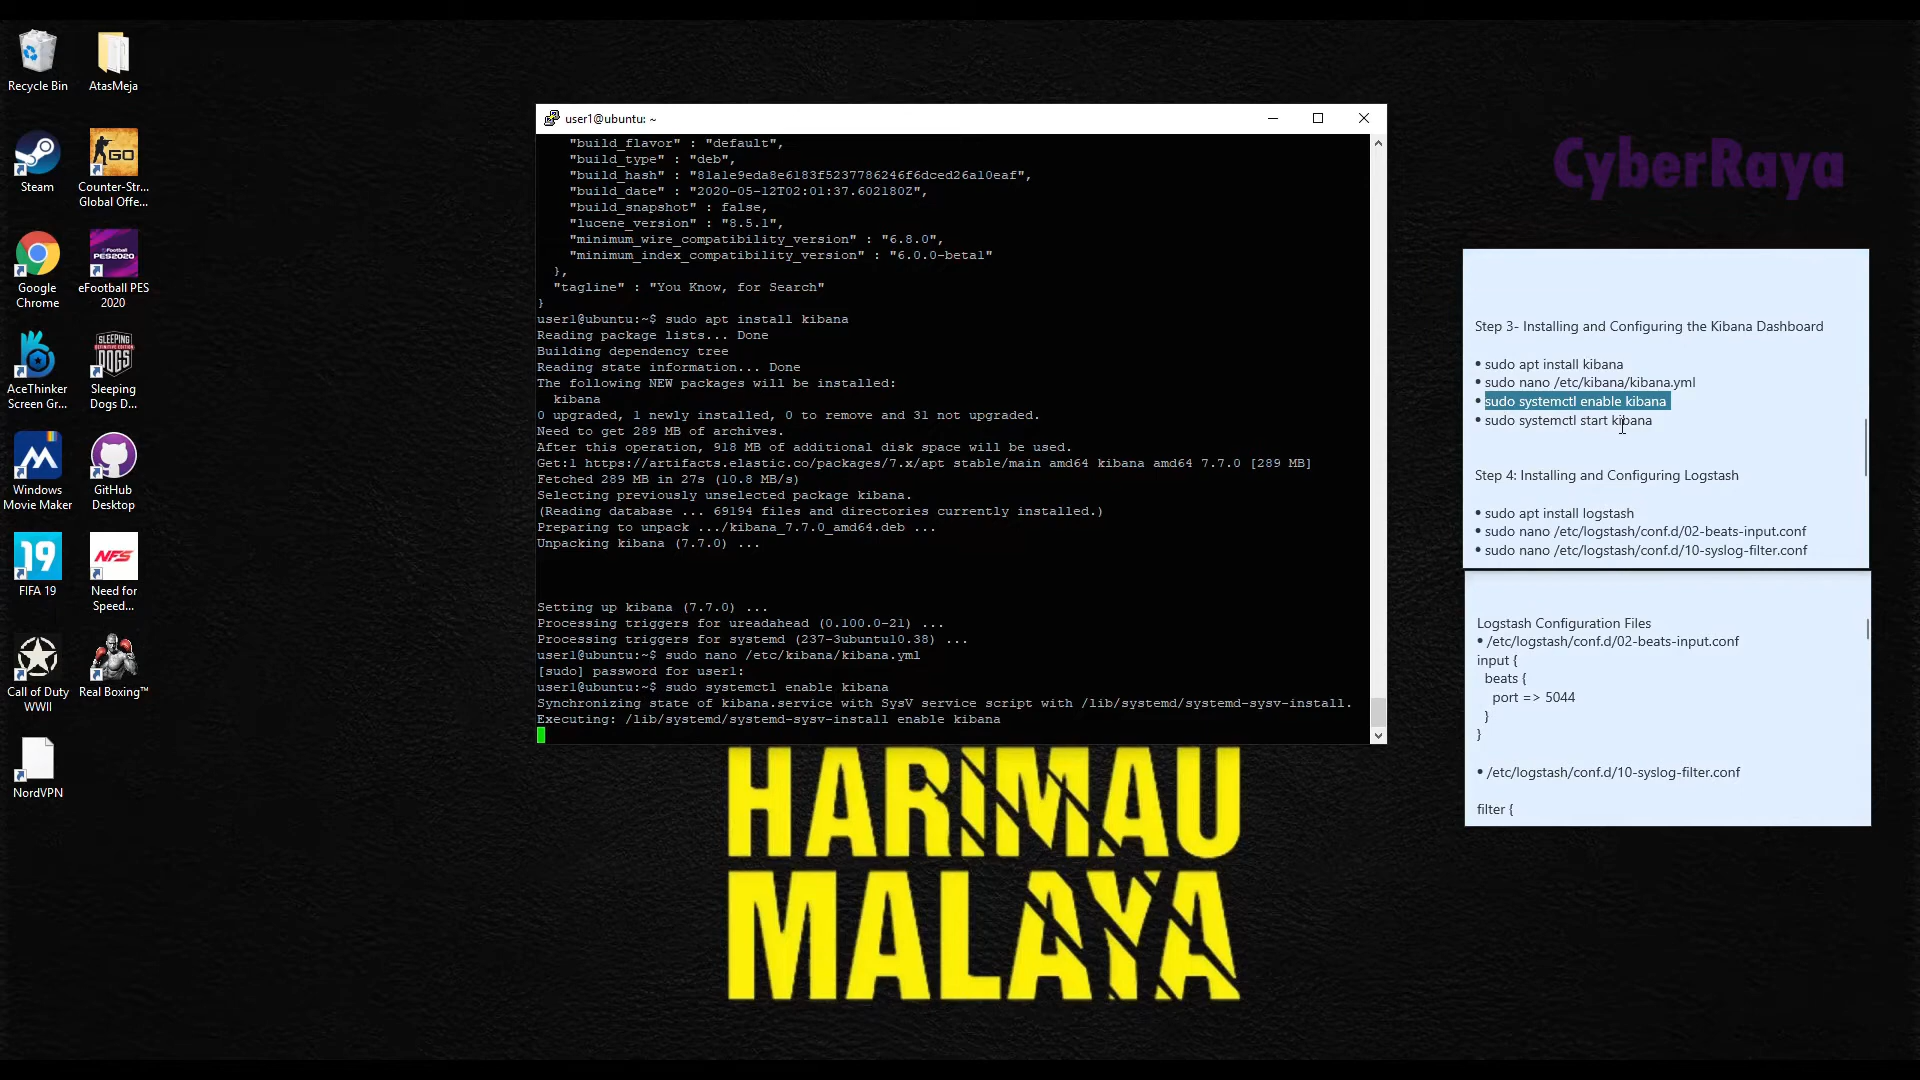 Recycle Bin
AtasMeja
Steam
Counter-Str... Global Offe...
Google Chrome
eFootball PES 2020
AceThinker Screen Gr...
Sleeping Dogs D...
Windows Movie Maker
GitHub Desktop
FIFA 19
Need for Speed...
Call of Duty WWII
Real Boxing™
NordVPN
GO
eFootball
PES2020
SLEEPING DOGS
19
NFS
user1@ubuntu: ~
"build_flavor" : "default",
"build_type" : "deb",
"build_hash" : "81a1e9eda8e6183f5237786246f6dced26a10eaf",
"build_date" : "2020-05-12T02:01:37.602180Z",
"build_snapshot" : false,
"lucene_version" : "8.5.1",
"minimum_wire_compatibility_version" : "6.8.0",
"minimum_index_compatibility_version" : "6.0.0-beta1"
},
"tagline" : "You Know, for Search"
}
user1@ubuntu:~$ sudo apt install kibana
Reading package lists... Done
Building dependency tree
Reading state information... Done
The following NEW packages will be installed:
kibana
0 upgraded, 1 newly installed, 0 to remove and 31 not upgraded.
Need to get 289 MB of archives.
After this operation, 918 MB of additional disk space will be used.
Get:1 https://artifacts.elastic.co/packages/7.x/apt stable/main amd64 kibana amd64 7.7.0 [289 MB]
Fetched 289 MB in 27s (10.8 MB/s)
Selecting previously unselected package kibana.
(Reading database ... 69194 files and directories currently installed.)
Preparing to unpack .../kibana_7.7.0_amd64.deb ...
Unpacking kibana (7.7.0) ...
Setting up kibana (7.7.0) ...
Processing triggers for ureadahead (0.100.0-21) ...
Processing triggers for systemd (237-3ubuntu10.38) ...
user1@ubuntu:~$ sudo nano /etc/kibana/kibana.yml
[sudo] password for user1:
user1@ubuntu:~$ sudo systemctl enable kibana
Synchronizing state of kibana.service with SysV service script with /lib/systemd/systemd-sysv-install.
Executing: /lib/systemd/systemd-sysv-install enable kibana
HARIMAU
MALAYA
CyberRaya
Step 3- Installing and Configuring the Kibana Dashboard
• sudo apt install kibana
• sudo nano /etc/kibana/kibana.yml
• sudo systemctl enable kibana
• sudo systemctl start kibana
Step 4: Installing and Configuring Logstash
• sudo apt install logstash
• sudo nano /etc/logstash/conf.d/02-beats-input.conf
• sudo nano /etc/logstash/conf.d/10-syslog-filter.conf
Logstash Configuration Files
• /etc/logstash/conf.d/02-beats-input.conf
input {
beats {
port => 5044
}
}
• /etc/logstash/conf.d/10-syslog-filter.conf
filter {